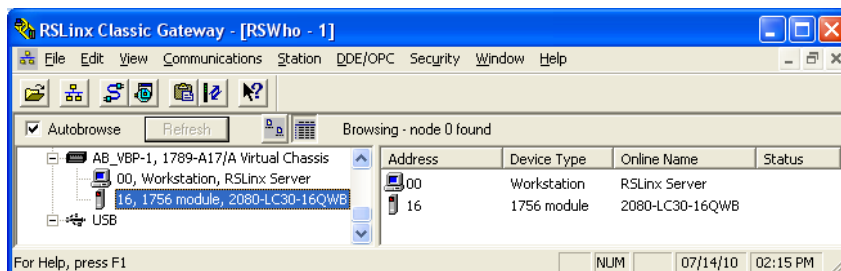 RSLinx Classic Gateway - [RSWho - 1]
File Edit View Communications Station DDE/OPC Security Window Help
Autobrowse Refresh Browsing - node 0 found
AB_VBP-1, 1789-A17/A Virtual Chassis
00, Workstation, RSLinx Server
16, 1756 module, 2080-LC30-16QWB
USB
Address Device Type Online Name Status
00 Workstation RSLinx Server
16 1756 module 2080-LC30-16QWB
For Help, press F1 NUM 07/14/10 02:15 PM